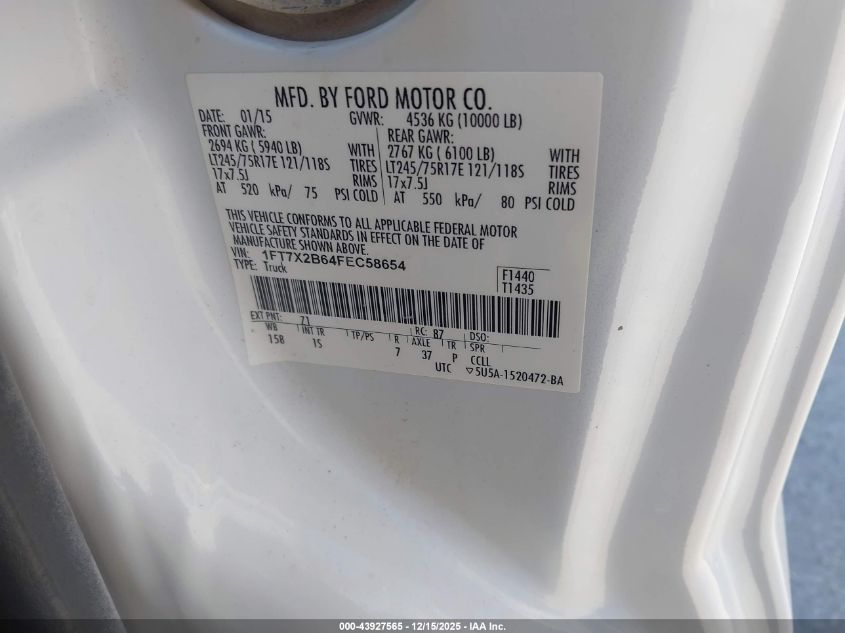 MFD. BY FORD MOTOR CO.
DATE: 01/15 GVWR: 4536 KG (10000 LB)
FRONT GAWR: REAR GAWR:
2694 KG ( 5940 LB) WITH 2767 KG ( 6100 LB) WITH
LT245/75R17E 121/118S TIRES LT245/75R17E 121/118S TIRES
17x7.5J RIMS 17x7.5J RIMS
AT 520 kPa/ 75 PSI COLD AT 550 kPa/ 80 PSI COLD
THIS VEHICLE CONFORMS TO ALL APPLICABLE FEDERAL MOTOR
VEHICLE SAFETY STANDARDS IN EFFECT ON THE DATE OF
MANUFACTURE SHOWN ABOVE.
VIN: 1FT7X2B64FEC58654
TYPE: Truck
F1440
T1435
EXT PNT: Z1 RC: B7 DSO:
WB INT TR TP/PS R AXLE TR SPR
158 1S 7 37 P CCLL
UTC ▽5U5A-1520472-BA
000-43927565 - 12/15/2025 - IAA Inc.